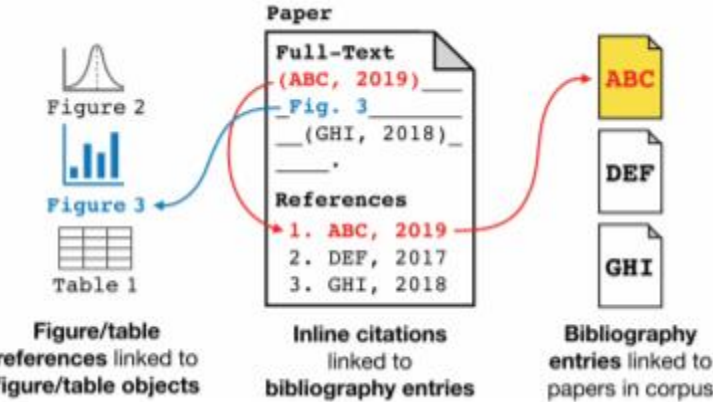 Paper
Full-Text
(ABC, 2019)
Fig. 3
(GHI, 2018)
.
References
1. ABC, 2019
2. DEF, 2017
3. GHI, 2018
Figure 2
Figure 3
Table 1
ABC
DEF
GHI
Figure/table
references linked to
figure/table objects
Inline citations
linked to
bibliography entries
Bibliography
entries linked to
papers in corpus